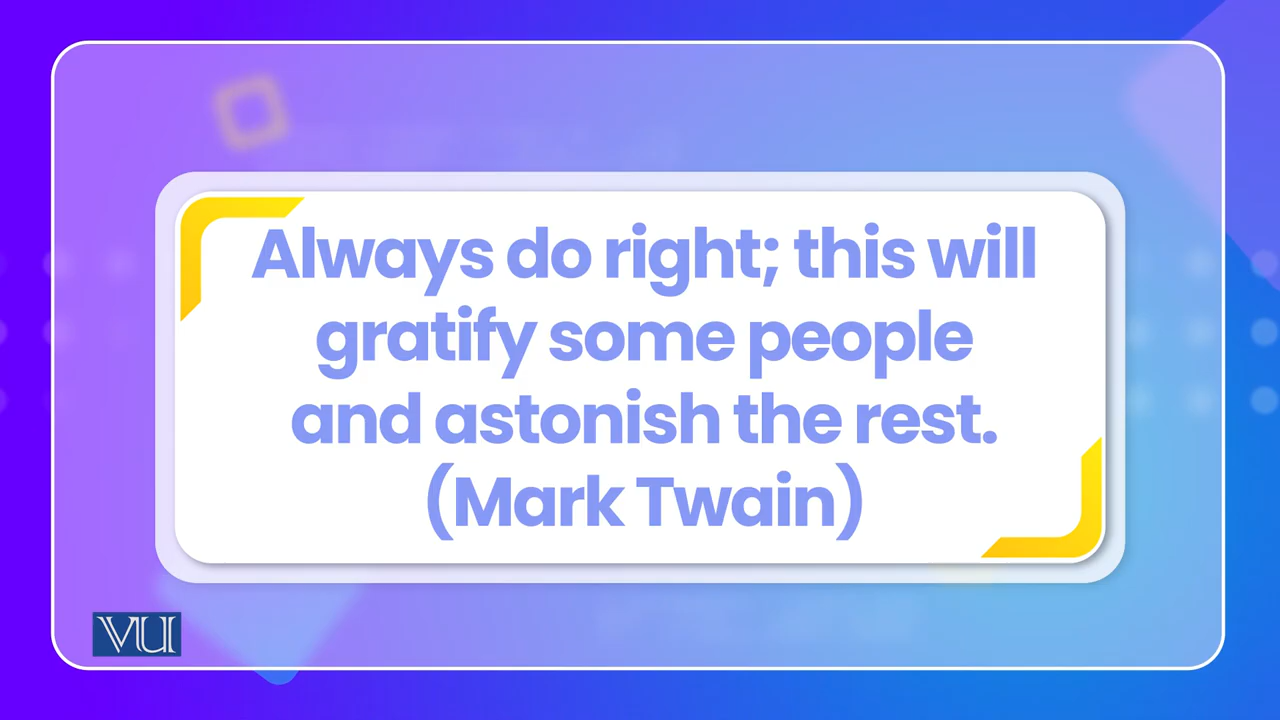 Always do right; this will
gratify some people
and astonish the rest.
(Mark Twain)
VU